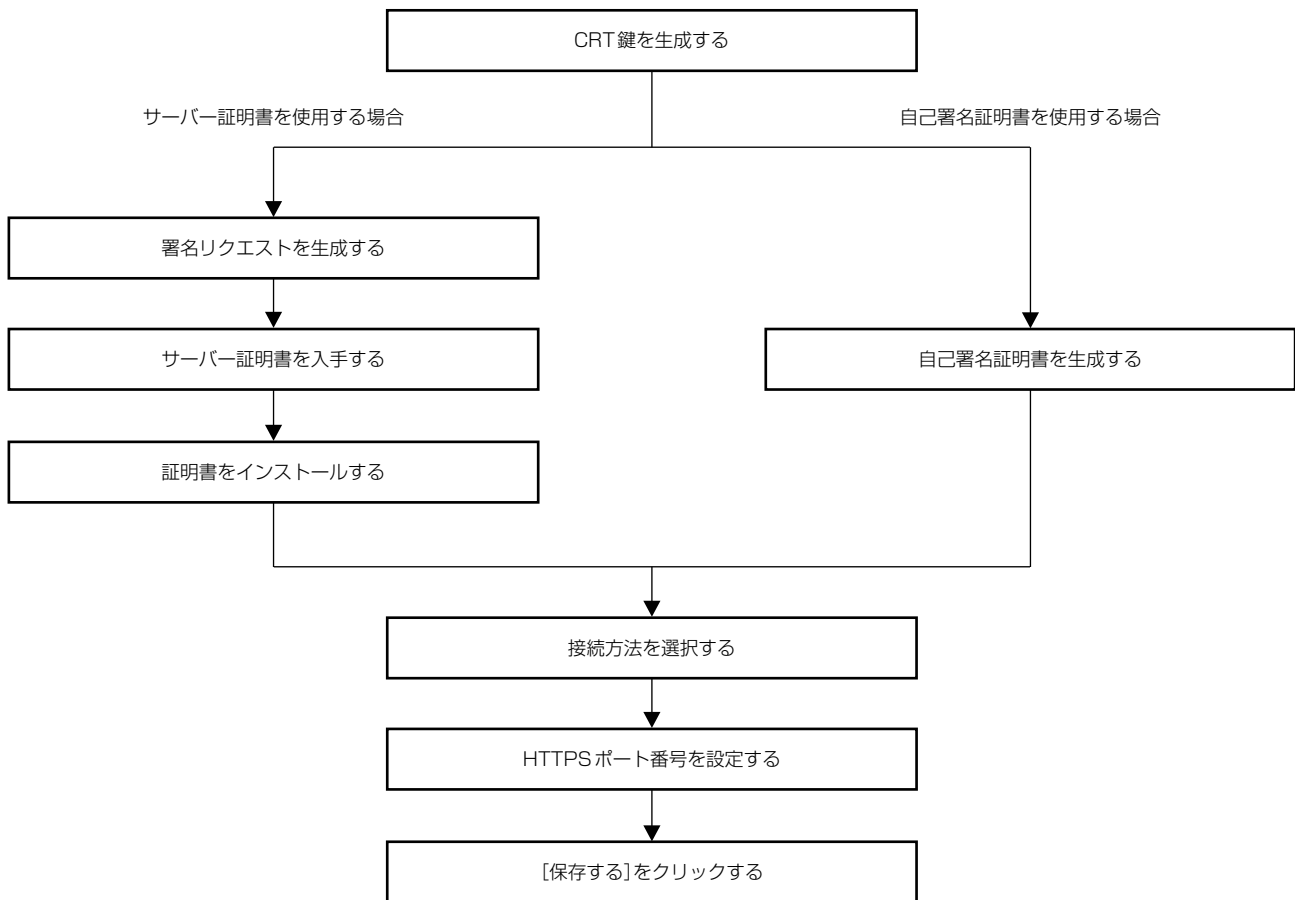 CRT鍵を生成する
サーバー証明書を使用する場合
自己署名証明書を使用する場合
署名リクエストを生成する
サーバー証明書を入手する
自己署名証明書を生成する
証明書をインストールする
接続方法を選択する
HTTPSポート番号を設定する
[保存する]をクリックする